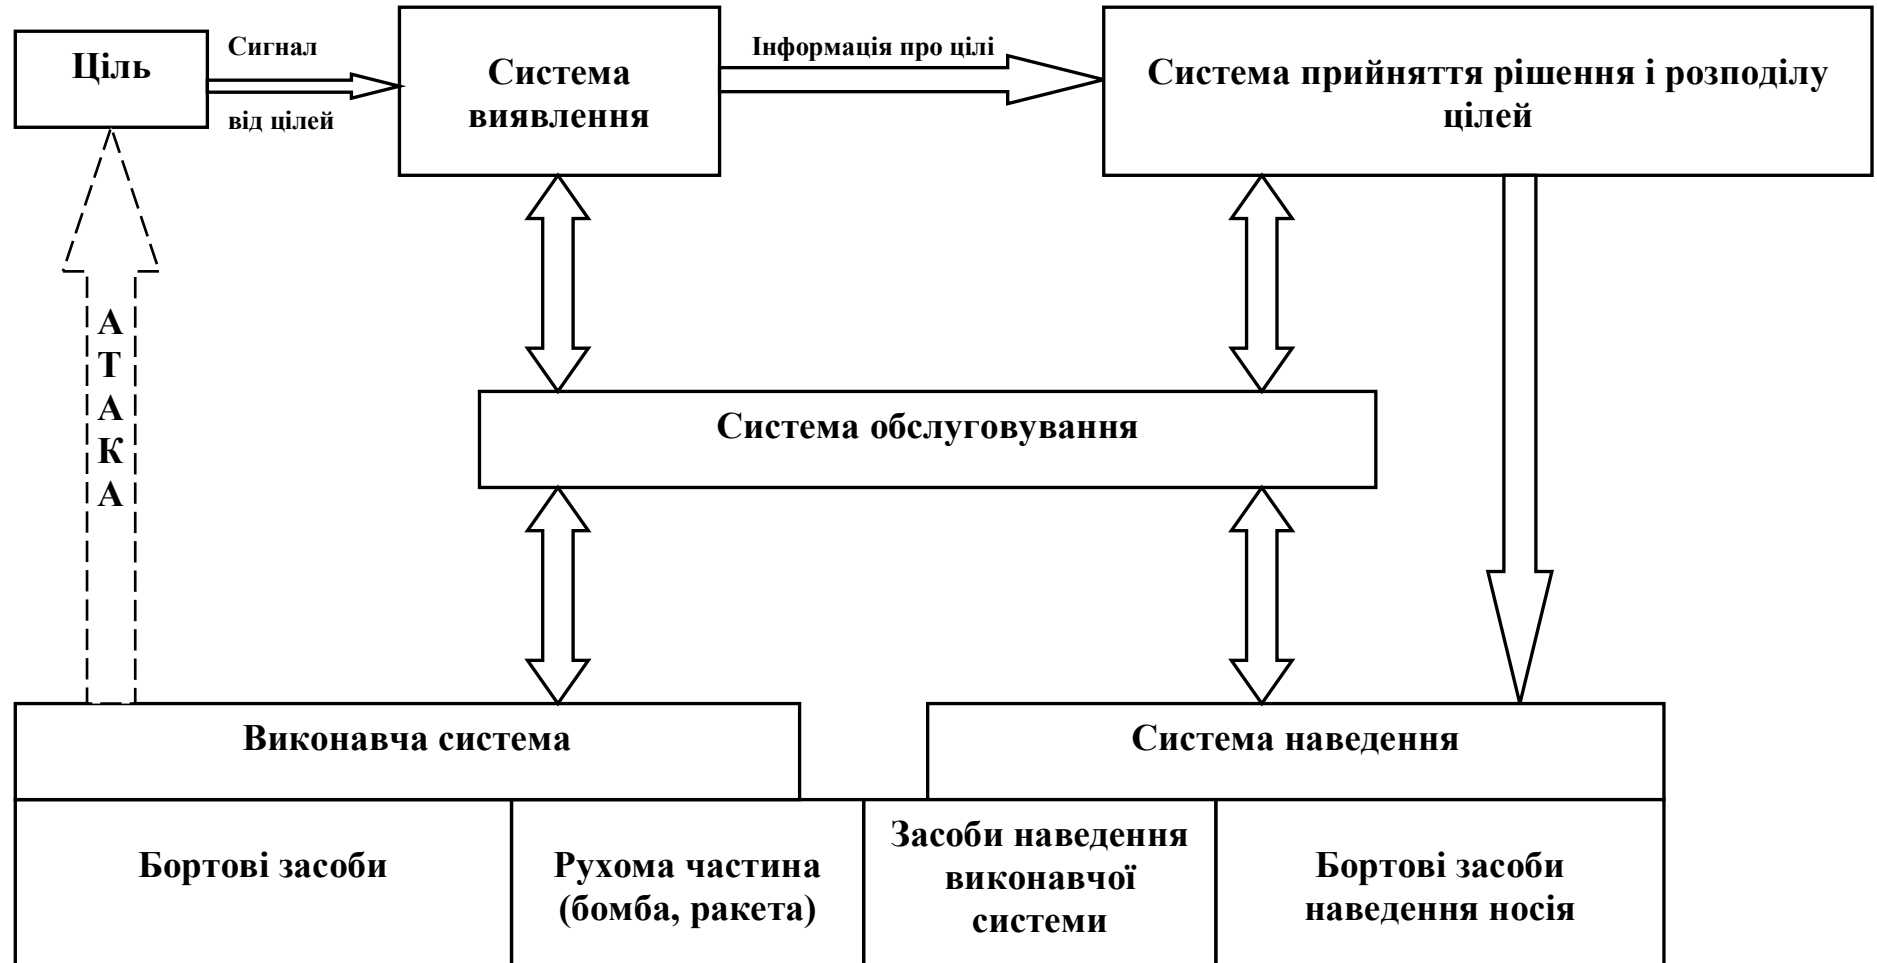 Ціль
Сигнал
від цілей
Система
виявлення
Інформація про цілі
Система прийняття рішення і розподілу
цілей
А
Т
А
К
А
Система обслуговування
Виконавча система
Система наведення
Бортові засоби
Рухома частина
(бомба, ракета)
Засоби наведення
виконавчої
системи
Бортові засоби
наведення носія